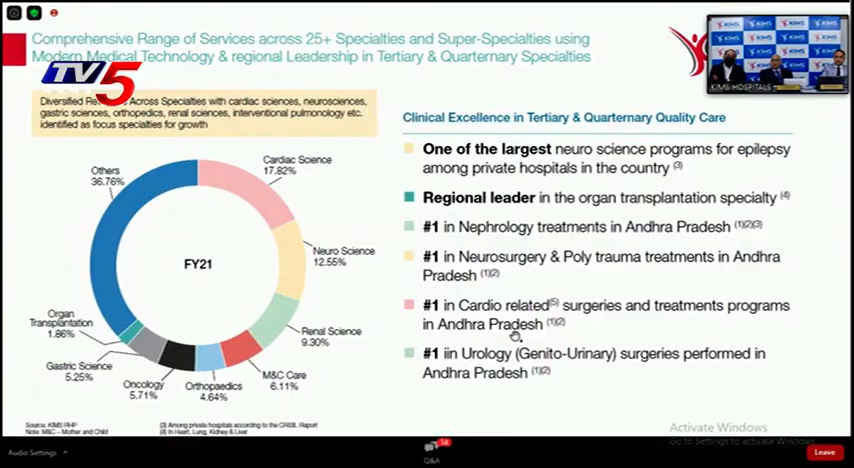 Comprehensive Range of Services across 25+ Specialties and Super-Specialties using
Modern Medical Technology & regional Leadership in Tertiary & Quarternary Specialties
TV5
KIMS
KIMS HOSPITALS
Diversified Across Specialties with cardiac sciences, neurosciences,
gastric sciences, orthopedics, renal sciences, interventional pulmonology etc.
identified as focus specialties for growth
Others
36.76%
Cardiac Science
17.82%
Neuro Science
12.55%
FY21
Renal Science
9.30%
M&C Care
6.11%
Orthopaedics
4.64%
Oncology
5.71%
Gastric Science
5.25%
Organ
Transplantation
1.86%
Clinical Excellence in Tertiary & Quarternary Quality Care
One of the largest neuro science programs for epilepsy
among private hospitals in the country (3)
Regional leader in the organ transplantation specialty (4)
#1 in Nephrology treatments in Andhra Pradesh (1)(2)(3)
#1 in Neurosurgery & Poly trauma treatments in Andhra
Pradesh (1)(2)
#1 in Cardio related(5) surgeries and treatments programs
in Andhra Pradesh (1)(2)
#1 iin Urology (Genito-Urinary) surgeries performed in
Andhra Pradesh (1)(2)
Source: KIMS RHP
Note: M&C – Mother and Child
(3) Among private hospitals according to the CRISIL Report
(4) In Heart, Lung, Kidney & Liver
Activate Windows
Go to Settings to activate Windows.
Audio Settings
Q&A
Leave